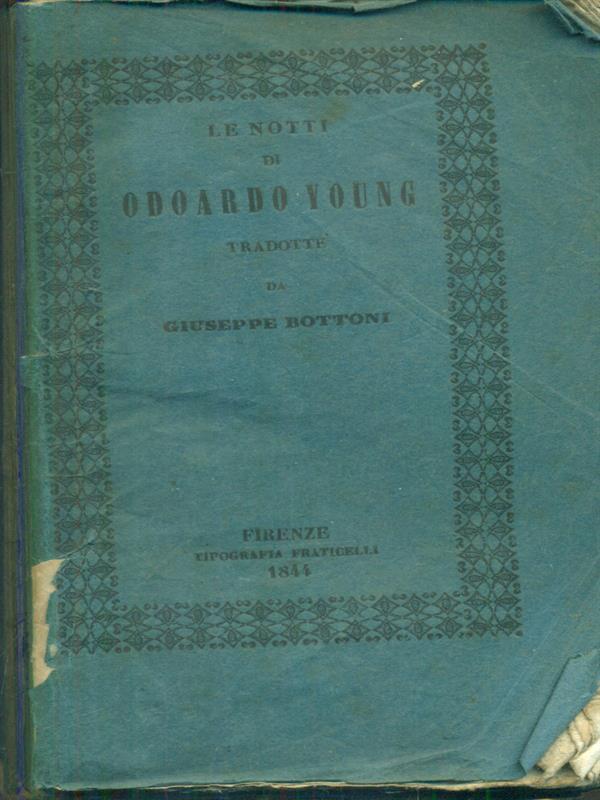 LE NOTTI
DI
ODOARDO YOUNG
TRADOTTE
DA
GIUSEPPE BOTTONI
FIRENZE
TIPOGRAFIA FRATICELLI
1844